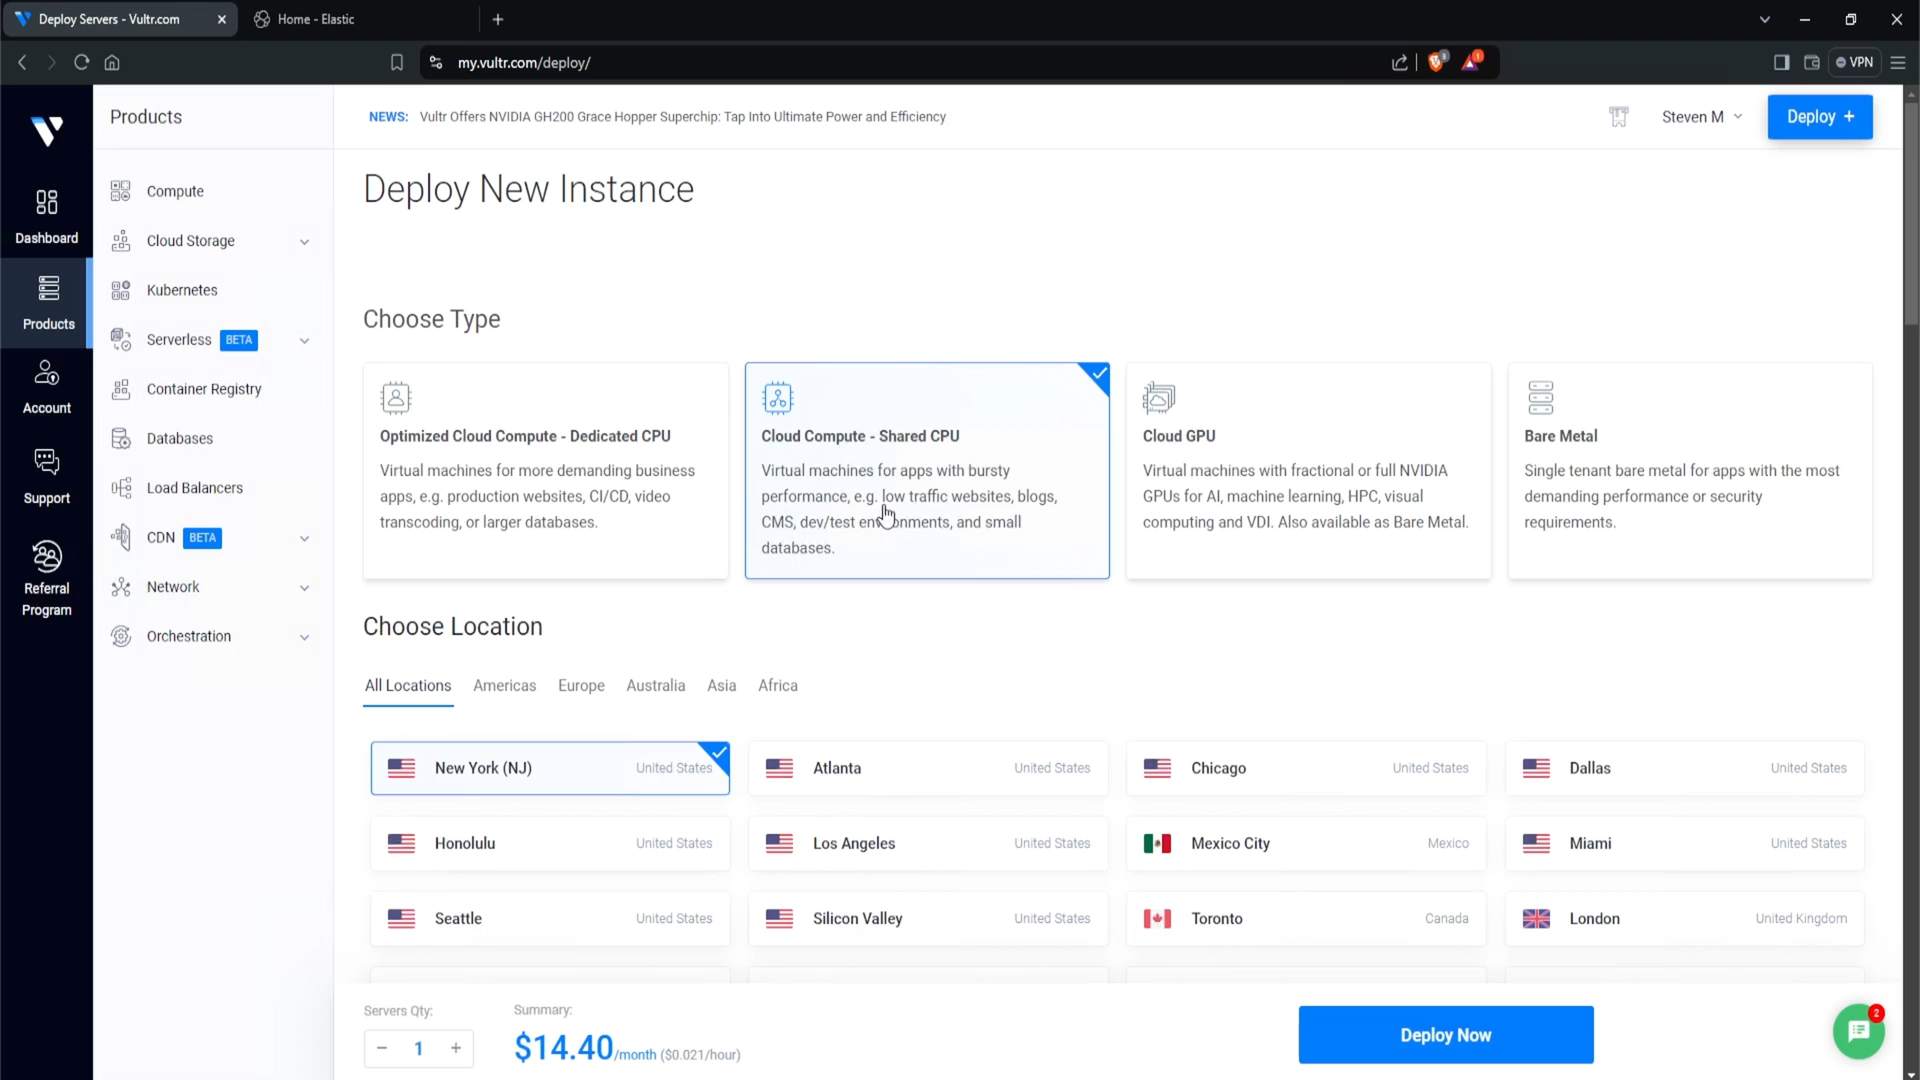 Deploy Servers - Vultr.com
Home - Elastic
my.vultr.com/deploy/
3
1
VPN
Products
NEWS: Vultr Offers NVIDIA GH200 Grace Hopper Superchip: Tap Into Ultimate Power and Efficiency
Steven M
Deploy +
Dashboard
Products
Account
Support
Referral
Program
Compute
Cloud Storage
Kubernetes
Serverless BETA
Container Registry
Databases
Load Balancers
CDN BETA
Network
Orchestration
Deploy New Instance
Choose Type
Optimized Cloud Compute - Dedicated CPU
Virtual machines for more demanding business
apps, e.g. production websites, CI/CD, video
transcoding, or larger databases.
Cloud Compute - Shared CPU
Virtual machines for apps with bursty
performance, e.g. low traffic websites, blogs,
CMS, dev/test environments, and small
databases.
Cloud GPU
Virtual machines with fractional or full NVIDIA
GPUs for AI, machine learning, HPC, visual
computing and VDI. Also available as Bare Metal.
Bare Metal
Single tenant bare metal for apps with the most
demanding performance or security
requirements.
Choose Location
All Locations Americas Europe Australia Asia Africa
New York (NJ) United States
Atlanta United States
Chicago United States
Dallas United States
Honolulu United States
Los Angeles United States
Mexico City Mexico
Miami United States
Seattle United States
Silicon Valley United States
Toronto Canada
London United Kingdom
Servers Qty:
− 1 +
Summary:
$14.40/month ($0.021/hour)
Deploy Now
2